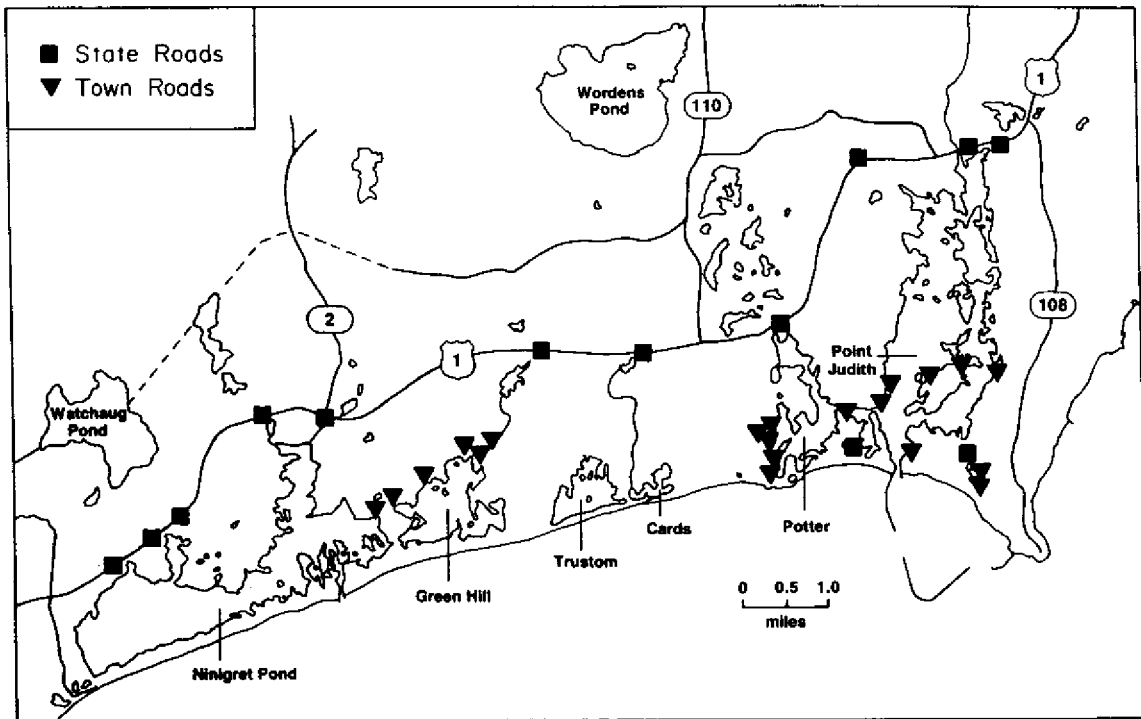 State Roads
Town Roads
Wordens
Pond
110
1
2
1
108
Point
Judith
Watchaug
Pond
Cards
Potter
Trustom
Green Hill
0 0.5 1.0
miles
Ninigret Pond